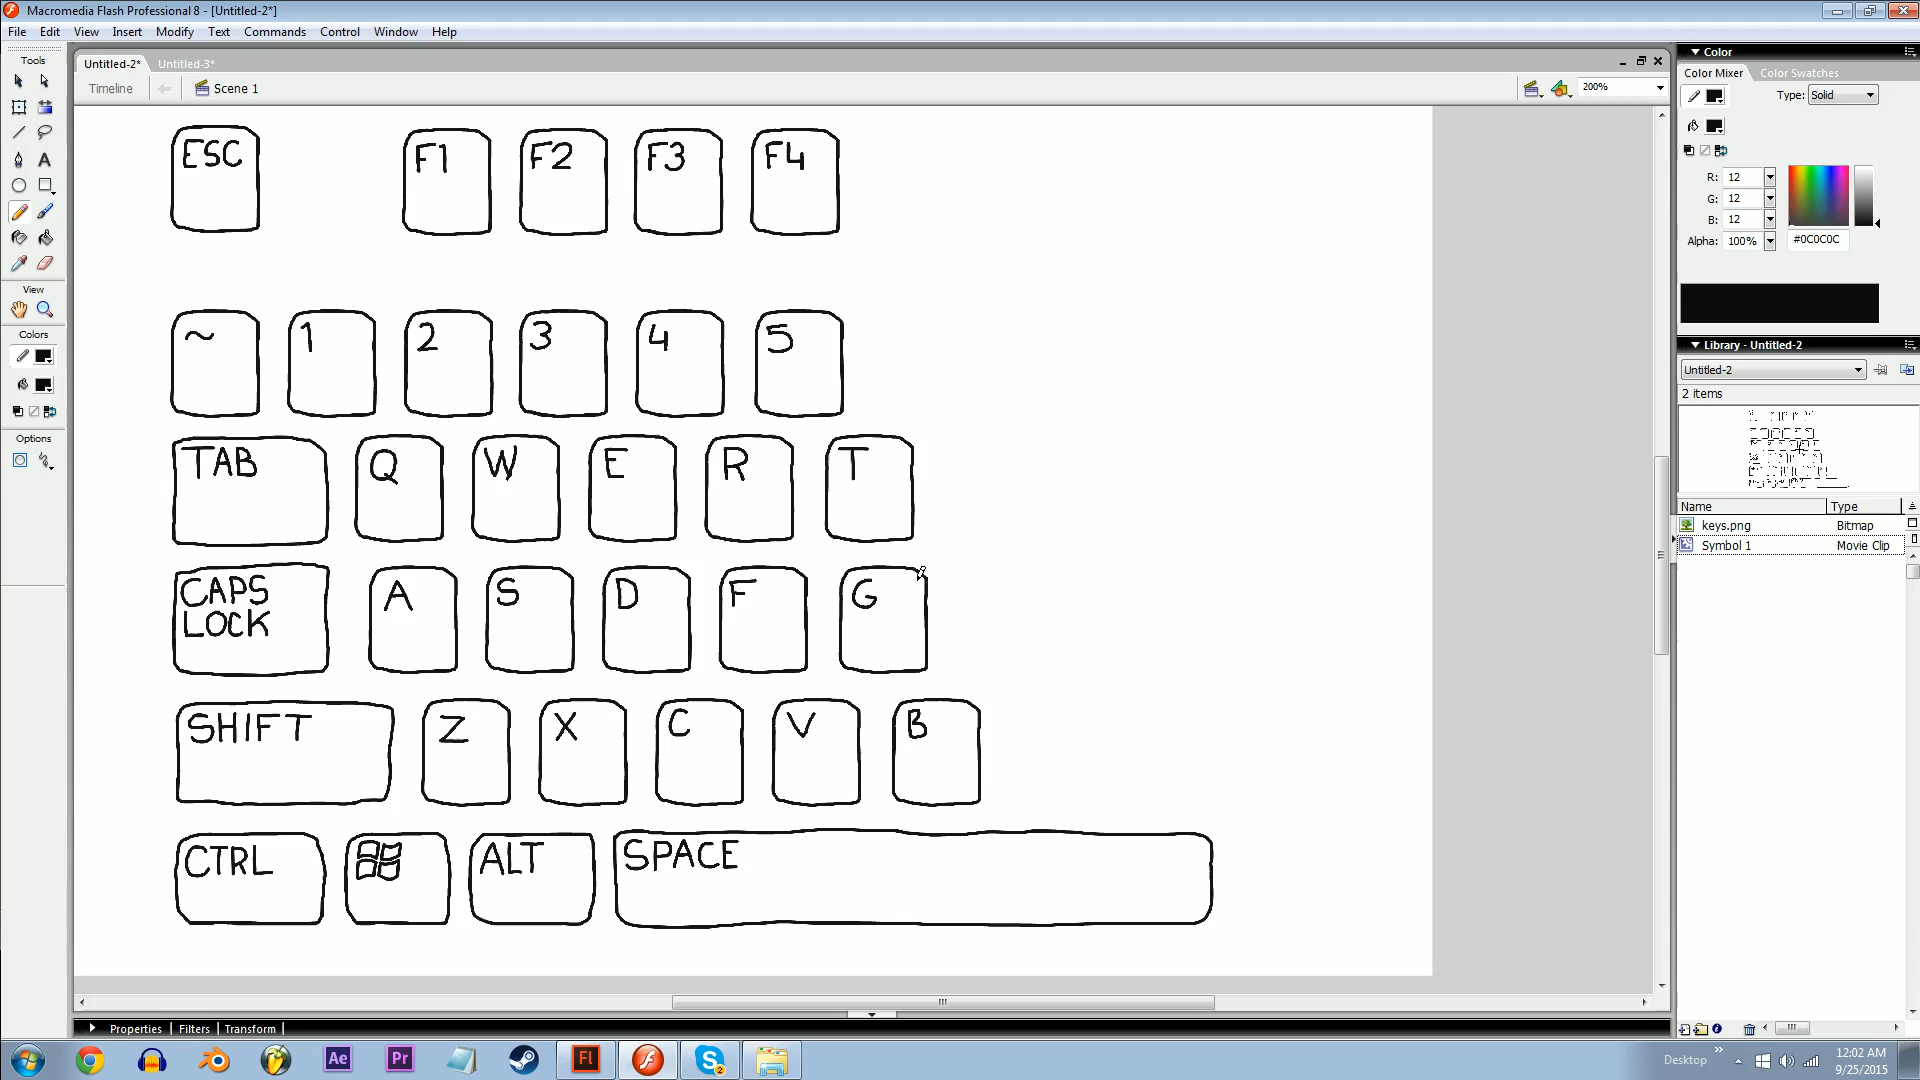 Macromedia Flash Professional 8 - [Untitled-2*]
File Edit View Insert Modify Text Commands Control Window Help
Tools
View
Colors
Options
Untitled-2* Untitled-3*
Timeline Scene 1 200%
ESC F1 F2 F3 F4
~ 1 2 3 4 5
TAB Q W E R T
CAPS LOCK A S D F G
SHIFT Z X C V B
CTRL ALT SPACE
Properties Filters Transform
Color
Color Mixer Color Swatches
Type: Solid
R: 12
G: 12
B: 12
Alpha: 100% #0C0C0C
Library - Untitled-2
Untitled-2
2 items
Name Type
keys.png Bitmap
Symbol 1 Movie Clip
Ae Pr Fl 2
Desktop 12:02 AM
9/25/2015